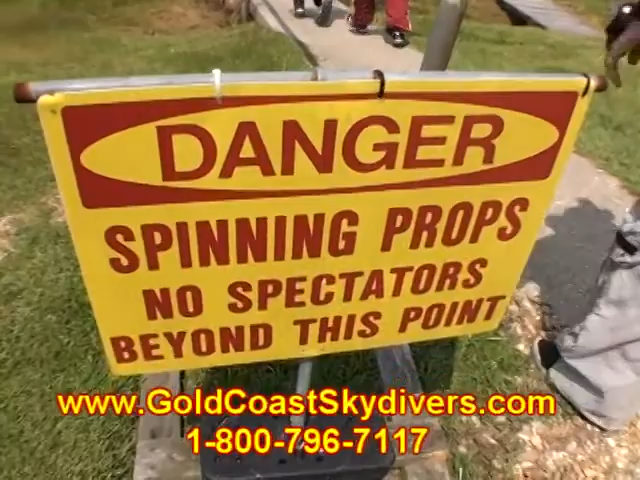 DANGER
SPINNING PROPS
NO SPECTATORS
BEYOND THIS POINT
www.GoldCoastSkydivers.com
1-800-796-7117